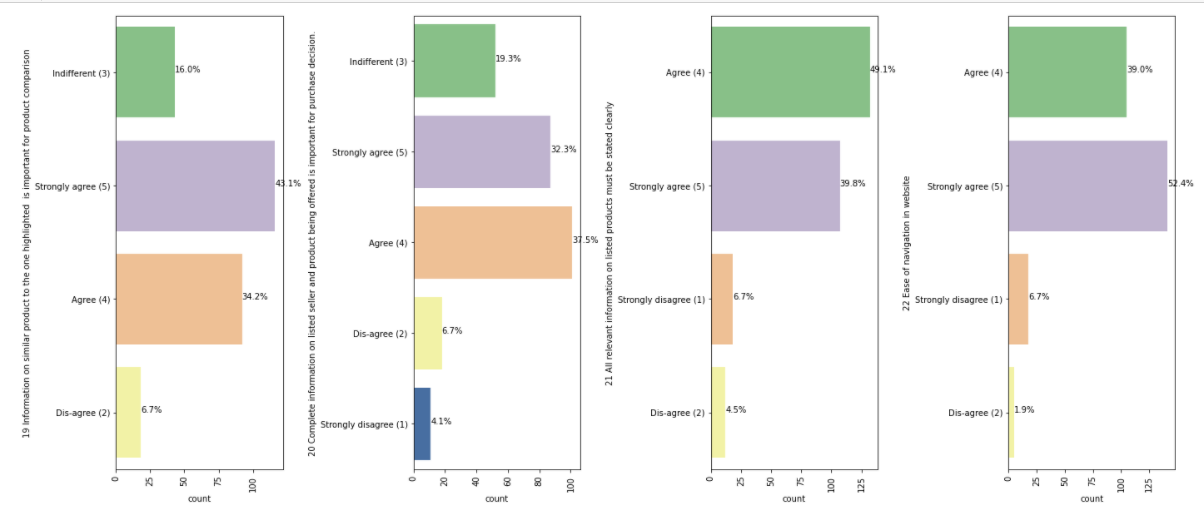 19 Information on similar product to the one highlighted  is important for product comparison
Indifferent (3)
16.0%
Strongly agree (5)
43.1%
Agree (4)
34.2%
Dis-agree (2)
6.7%
0
25
50
75
100
count
20 Complete information on listed seller and product being offered is important for purchase decision.
Indifferent (3)
19.3%
Strongly agree (5)
32.3%
Agree (4)
37.5%
Dis-agree (2)
6.7%
Strongly disagree (1)
4.1%
0
20
40
60
80
100
count
21 All relevant information on listed products must be stated clearly
Agree (4)
49.1%
Strongly agree (5)
39.8%
Strongly disagree (1)
6.7%
Dis-agree (2)
4.5%
0
25
50
75
100
125
count
22 Ease of navigation in website
Agree (4)
39.0%
Strongly agree (5)
52.4%
Strongly disagree (1)
6.7%
Dis-agree (2)
1.9%
0
25
50
75
100
125
count